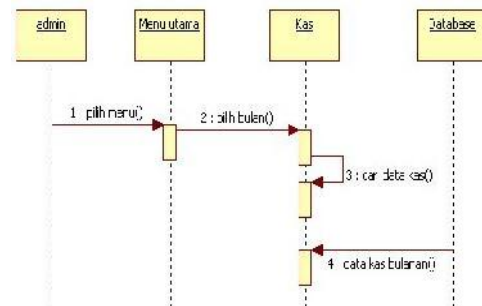 admin
Menu utama
Kas
Database
1 : pilih menu()
2 : pilih bulan()
3 : cari data kas()
4 : data kas bulanan()